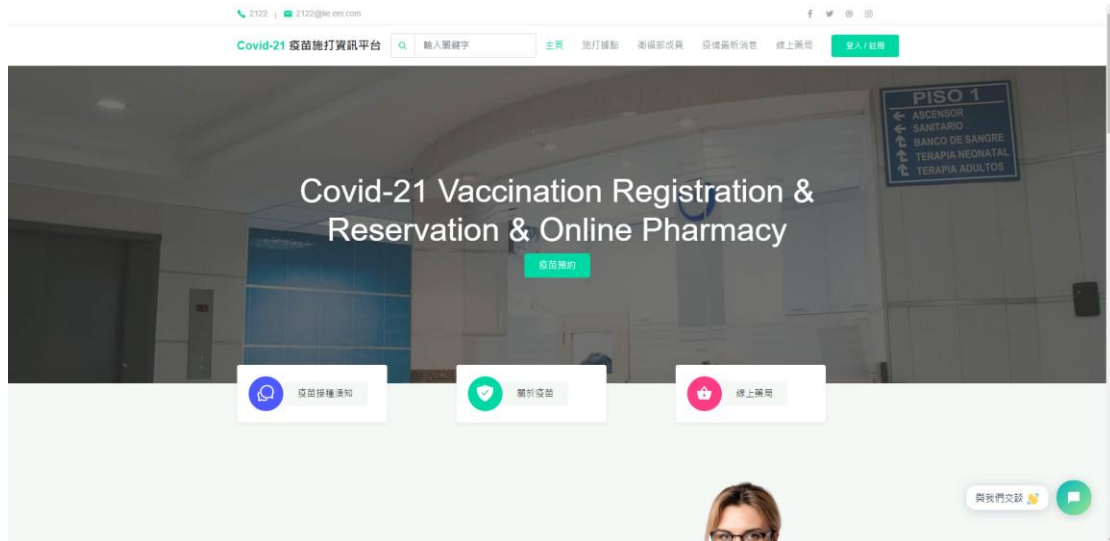 2122 | 2122@lie.eei.com
Covid-21 疫苗施打資訊平台 輸入關鍵字 主頁 施打據點 衛福部成員 疫情最新消息 線上藥局 登入 / 註冊
PISO 1
ASCENSOR
SANITARIO
BANCO DE SANGRE
TERAPIA NEONATAL
TERAPIA ADULTOS
Covid-21 Vaccination Registration &
Reservation & Online Pharmacy
疫苗預約
疫苗接種須知 關於疫苗 線上藥局
與我們交談 👋